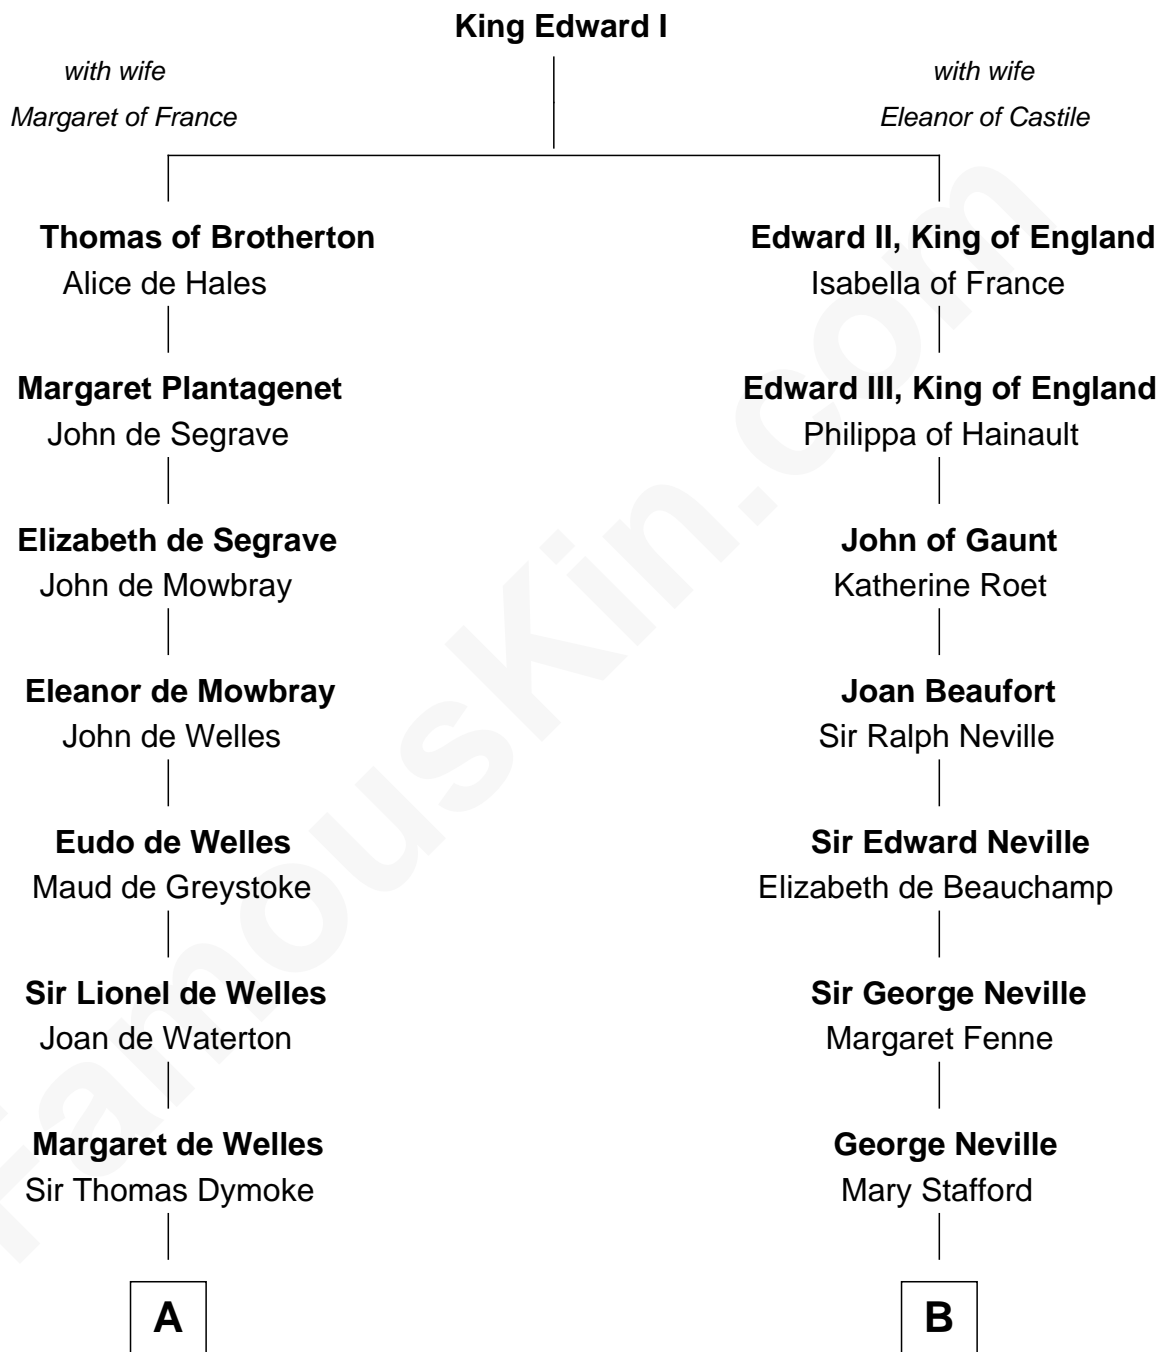 King Edward I
with wife
Margaret of France
with wife
Eleanor of Castile
Thomas of Brotherton
Alice de Hales
Edward II, King of England
Isabella of France
Margaret Plantagenet
John de Segrave
Edward III, King of England
Philippa of Hainault
Elizabeth de Segrave
John de Mowbray
John of Gaunt
Katherine Roet
Eleanor de Mowbray
John de Welles
Joan Beaufort
Sir Ralph Neville
Eudo de Welles
Maud de Greystoke
Sir Edward Neville
Elizabeth de Beauchamp
Sir Lionel de Welles
Joan de Waterton
Sir George Neville
Margaret Fenne
Margaret de Welles
Sir Thomas Dymoke
George Neville
Mary Stafford
A
B
FamousKin.com